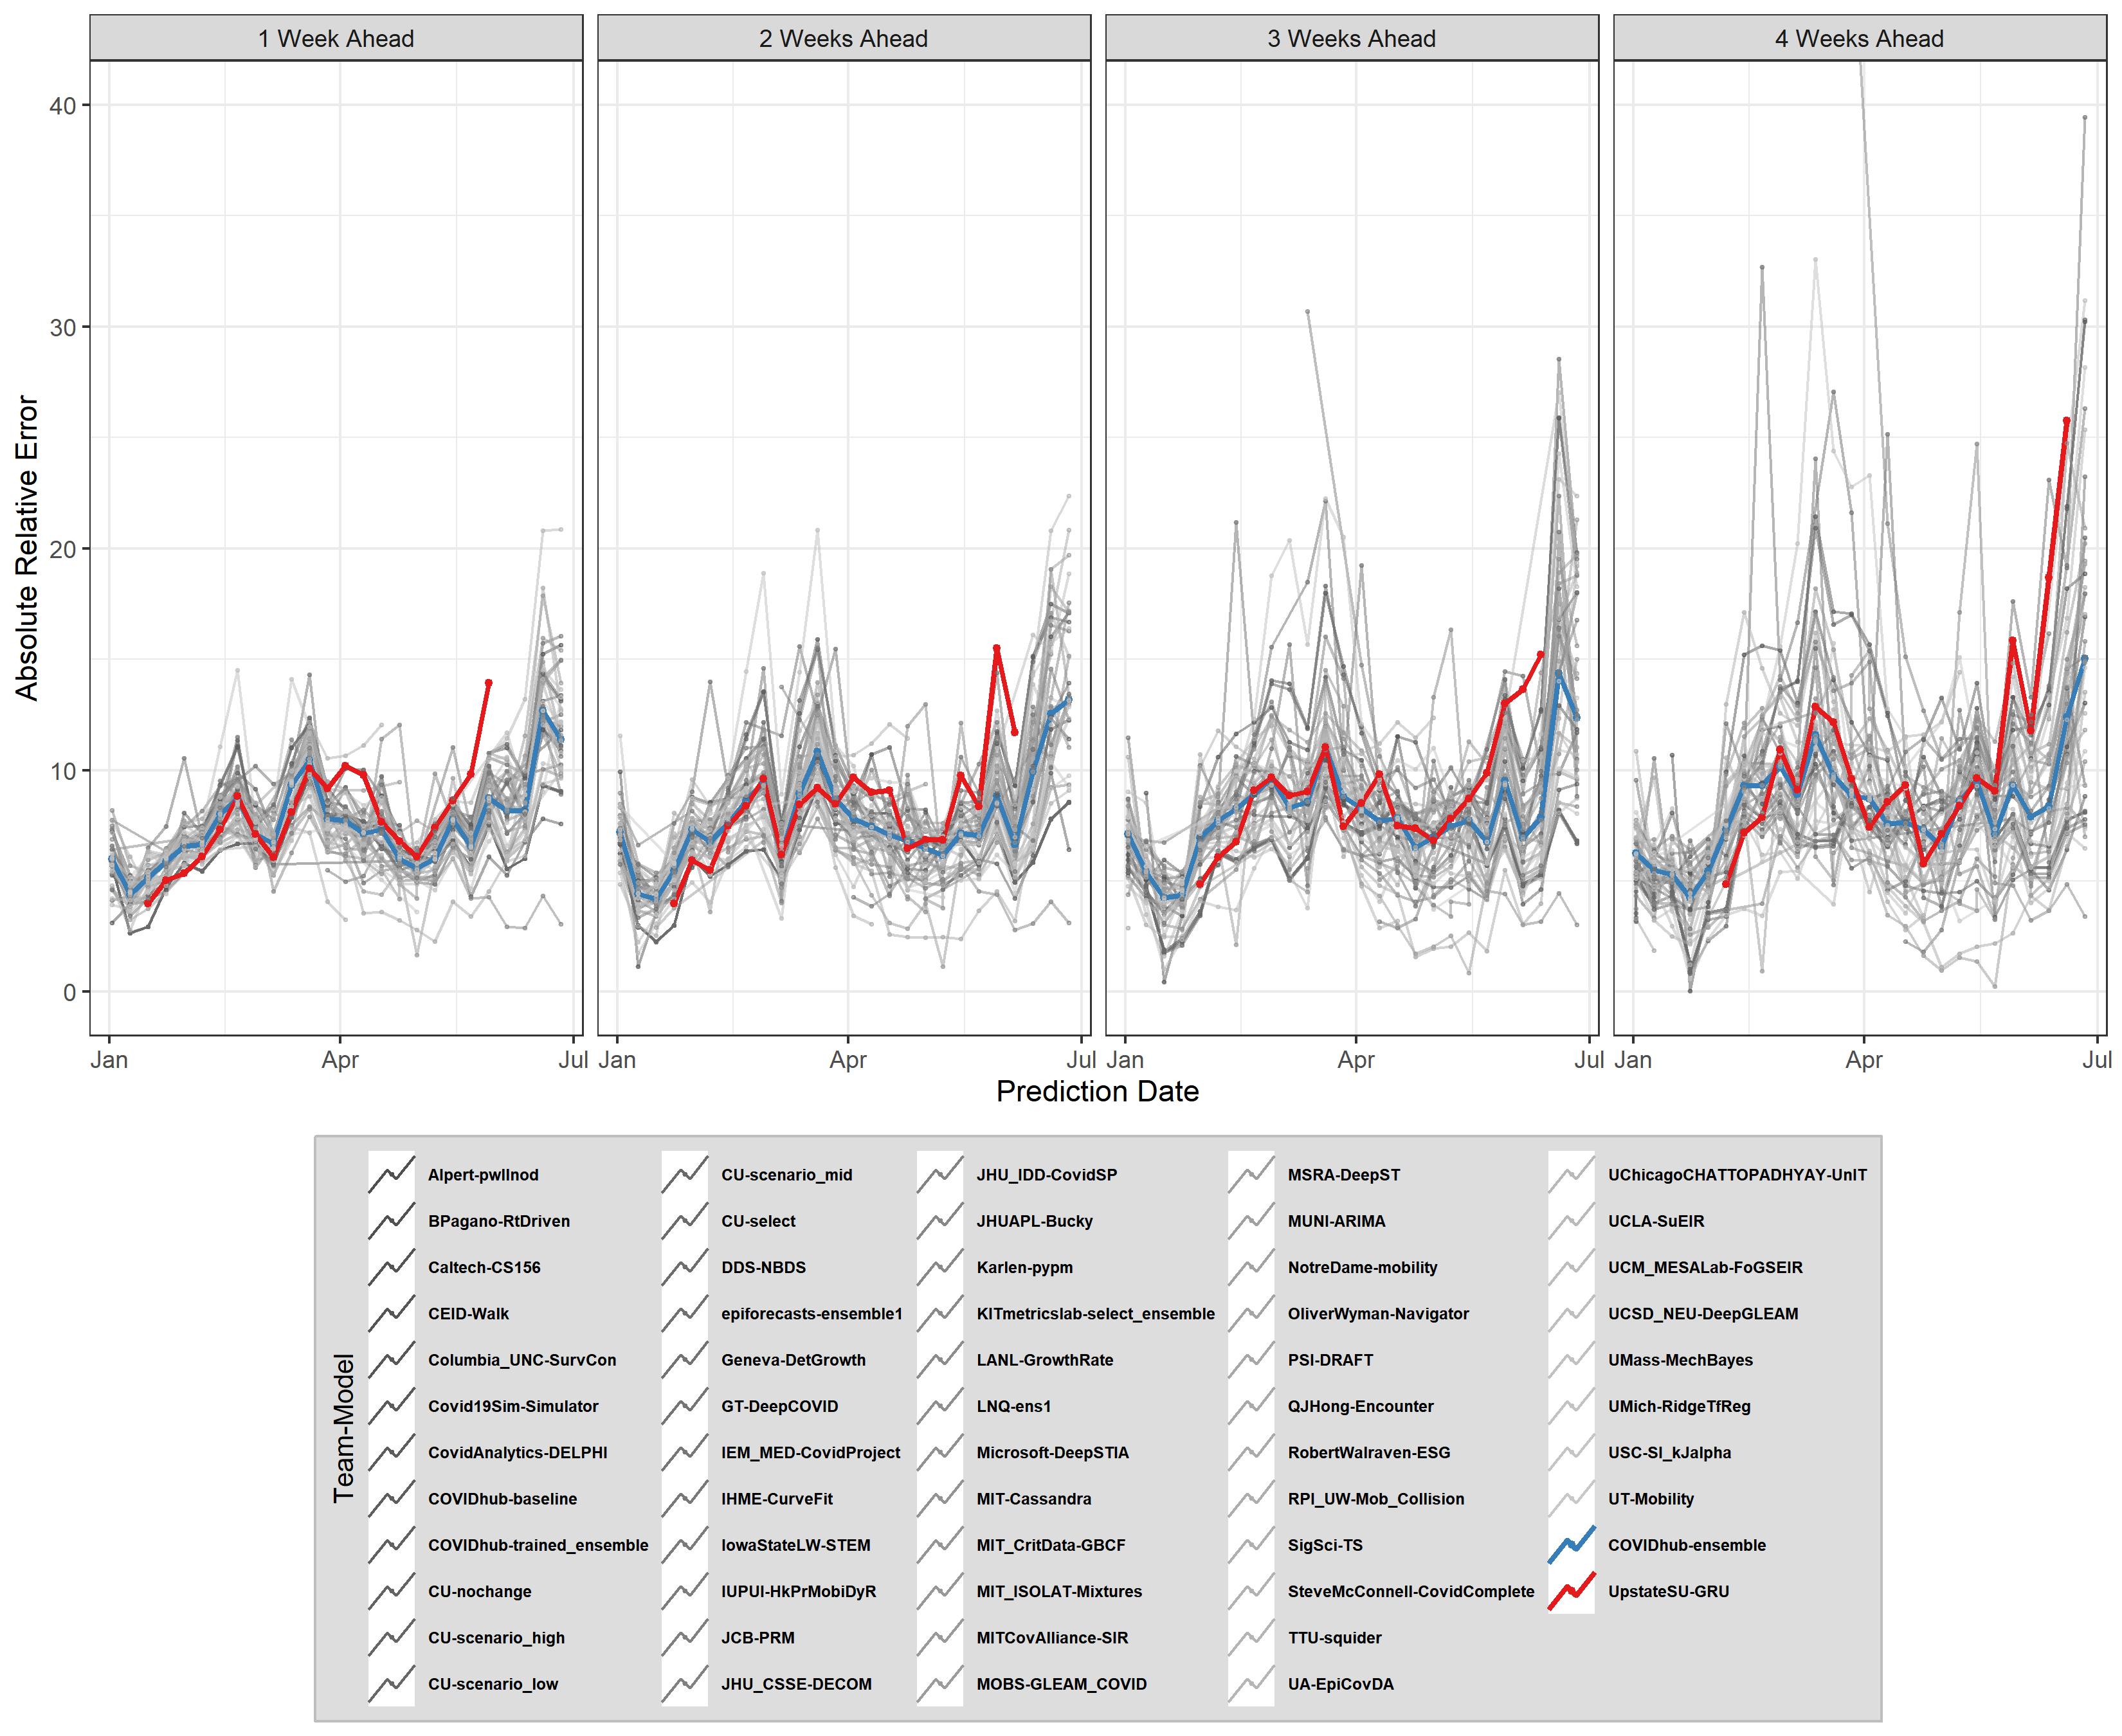 1 Week Ahead
2 Weeks Ahead
3 Weeks Ahead
4 Weeks Ahead
Absolute Relative Error
40
30
20
10
0
Jan Apr Jul
Jan Apr Jul
Jan Apr Jul
Jan Apr Jul
Prediction Date
Team-Model
Alpert-pwllnod
BPagano-RtDriven
Caltech-CS156
CEID-Walk
Columbia_UNC-SurvCon
Covid19Sim-Simulator
CovidAnalytics-DELPHI
COVIDhub-baseline
COVIDhub-trained_ensemble
CU-nochange
CU-scenario_high
CU-scenario_low
CU-scenario_mid
CU-select
DDS-NBDS
epiforecasts-ensemble1
Geneva-DetGrowth
GT-DeepCOVID
IEM_MED-CovidProject
IHME-CurveFit
IowaStateLW-STEM
IUPUI-HkPrMobiDyR
JCB-PRM
JHU_CSSE-DECOM
JHU_IDD-CovidSP
JHUAPL-Bucky
Karlen-pypm
KITmetricslab-select_ensemble
LANL-GrowthRate
LNQ-ens1
Microsoft-DeepSTIA
MIT-Cassandra
MIT_CritData-GBCF
MIT_ISOLAT-Mixtures
MITCovAlliance-SIR
MOBS-GLEAM_COVID
MSRA-DeepST
MUNI-ARIMA
NotreDame-mobility
OliverWyman-Navigator
PSI-DRAFT
QJHong-Encounter
RobertWalraven-ESG
RPI_UW-Mob_Collision
SigSci-TS
SteveMcConnell-CovidComplete
TTU-squider
UA-EpiCovDA
UChicagoCHATTOPADHYAY-UnIT
UCLA-SuEIR
UCM_MESALab-FoGSEIR
UCSD_NEU-DeepGLEAM
UMass-MechBayes
UMich-RidgeTfReg
USC-SI_kJalpha
UT-Mobility
COVIDhub-ensemble
UpstateSU-GRU